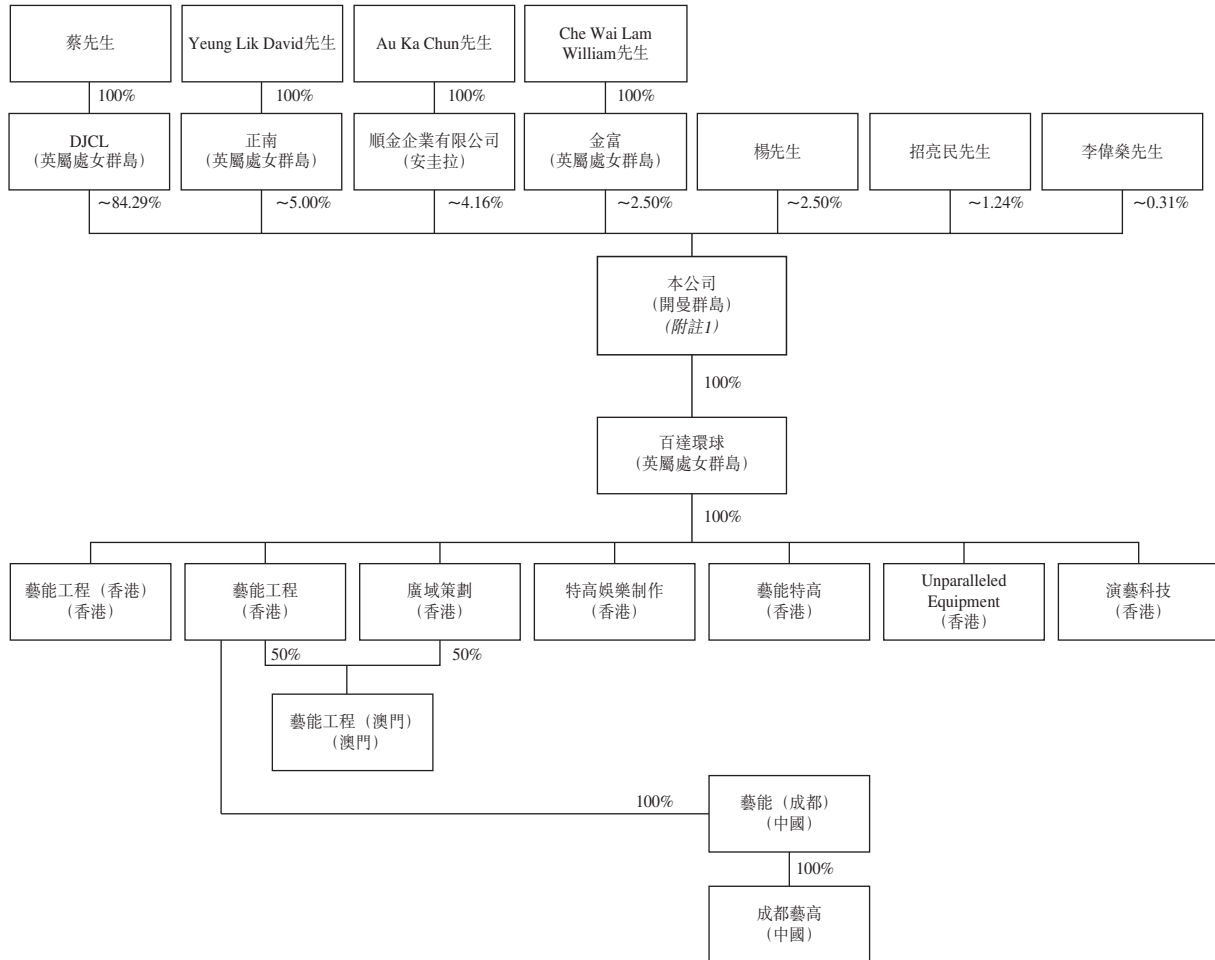 蔡先生
Yeung Lik David先生
Au Ka Chun先生
Che Wai Lam
William先生
100%
100%
100%
100%
DJCL
（英屬處女群島）
正南
（英屬處女群島）
順金企業有限公司
（安圭拉）
金富
（英屬處女群島）
楊先生
招亮民先生
李偉燊先生
~84.29%
~5.00%
~4.16%
~2.50%
~2.50%
~1.24%
~0.31%
本公司
（開曼群島）
（附註1）
100%
百達環球
（英屬處女群島）
100%
藝能工程（香港）
（香港）
藝能工程
（香港）
廣域策劃
（香港）
特高娛樂制作
（香港）
藝能特高
（香港）
Unparalleled
Equipment
（香港）
演藝科技
（香港）
50%
50%
藝能工程（澳門）
（澳門）
100%
藝能（成都）
（中國）
100%
成都藝高
（中國）